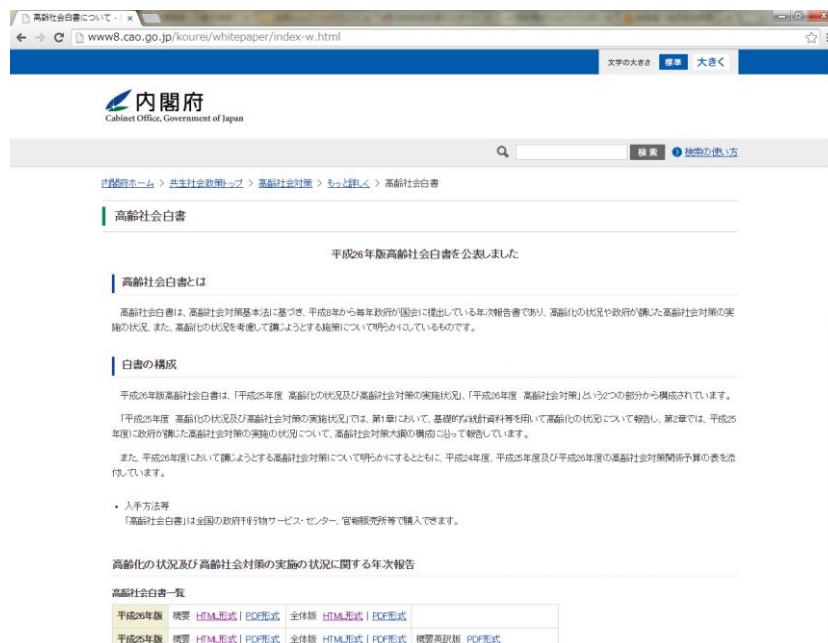 高齢社会白書について -
www8.cao.go.jp/kourei/whitepaper/index-w.html
文字の大きさ 標準 大きく
内閣府
Cabinet Office, Government of Japan
検索 検索の使い方
内閣府ホーム > 共生社会政策トップ > 高齢社会対策 > もっと詳しく > 高齢社会白書
高齢社会白書
平成26年版高齢社会白書を公表しました
高齢社会白書とは
高齢社会白書は、高齢社会対策基本法に基づき、平成8年から毎年政府が国会に提出している年次報告書であり、高齢化の状況や政府が講じた高齢社会対策の実
施の状況、また、高齢化の状況を考慮して講じようとする施策について明らかにしているものです。
白書の構成
平成26年版高齢社会白書は、「平成25年度 高齢化の状況及び高齢社会対策の実施状況」、「平成26年度 高齢社会対策」という2つの部分から構成されています。
「平成25年度 高齢化の状況及び高齢社会対策の実施状況」では、第1章において、基礎的な統計資料等を用いて高齢化の状況について報告し、第2章では、平成25
年度に政府が講じた高齢社会対策の実施の状況について、高齢社会対策大綱の構成に沿って報告しています。
また、平成26年度において講じようとする高齢社会対策について明らかにするとともに、平成24年度、平成25年度及び平成26年度の高齢社会対策関係予算の表を添
付しています。
• 入手方法等
「高齢社会白書」は全国の政府刊行物サービス・センター、官報販売所等で購入できます。
高齢化の状況及び高齢社会対策の実施の状況に関する年次報告
高齢社会白書一覧
平成26年版 概要 HTML形式 | PDF形式 全体版 HTML形式 | PDF形式
平成25年版 概要 HTML形式 | PDF形式 全体版 HTML形式 | PDF形式 概要英訳版 PDF形式